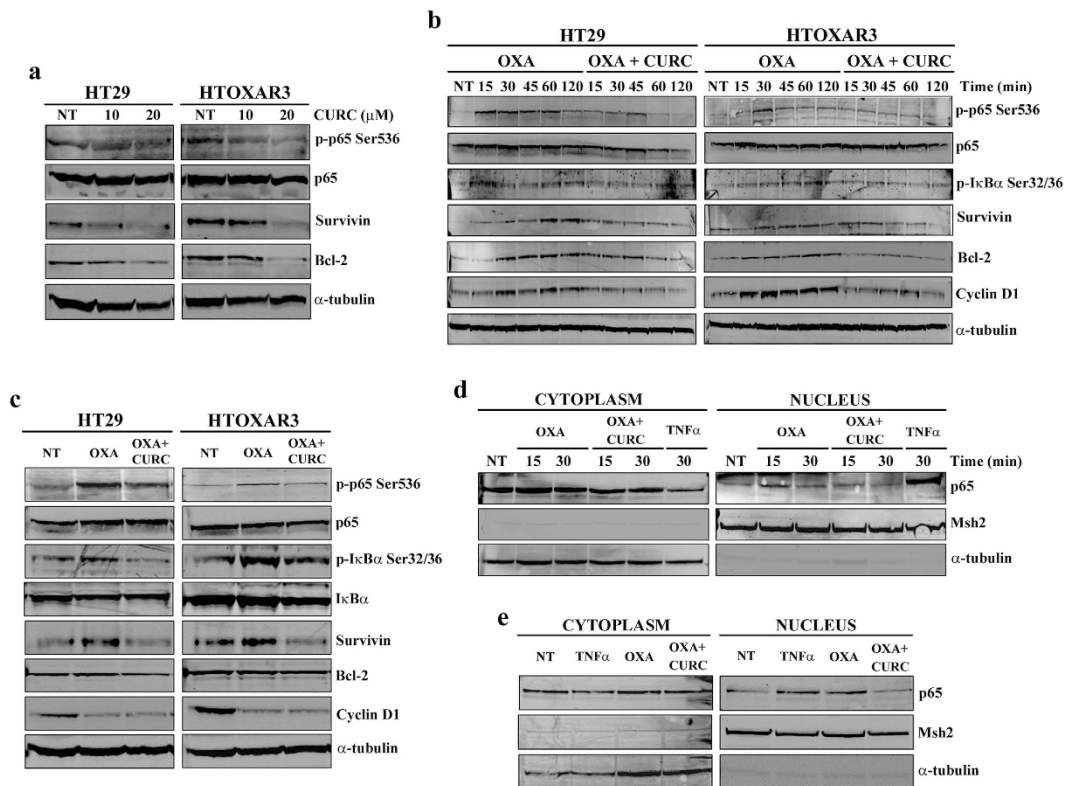 a
HT29 HTOXAR3
NT 10 20 NT 10 20 CURC (μM)
p-p65 Ser536
p65
Survivin
Bcl-2
α-tubulin
b
HT29 HTOXAR3
OXA OXA + CURC OXA OXA + CURC
NT 15 30 45 60 120 15 30 45 60 120 NT 15 30 45 60 120 15 30 45 60 120 Time (min)
p-p65 Ser536
p65
p-IκBα Ser32/36
Survivin
Bcl-2
Cyclin D1
α-tubulin
c
HT29 HTOXAR3
NT OXA OXA+ CURC NT OXA OXA+ CURC
p-p65 Ser536
p65
p-IκBα Ser32/36
IκBα
Survivin
Bcl-2
Cyclin D1
α-tubulin
d
CYTOPLASM NUCLEUS
OXA OXA+ CURC TNFα OXA OXA+ CURC TNFα
NT 15 30 15 30 30 NT 15 30 15 30 30 Time (min)
p65
Msh2
α-tubulin
e
CYTOPLASM NUCLEUS
NT TNFα OXA OXA+ CURC NT TNFα OXA OXA+ CURC
p65
Msh2
α-tubulin